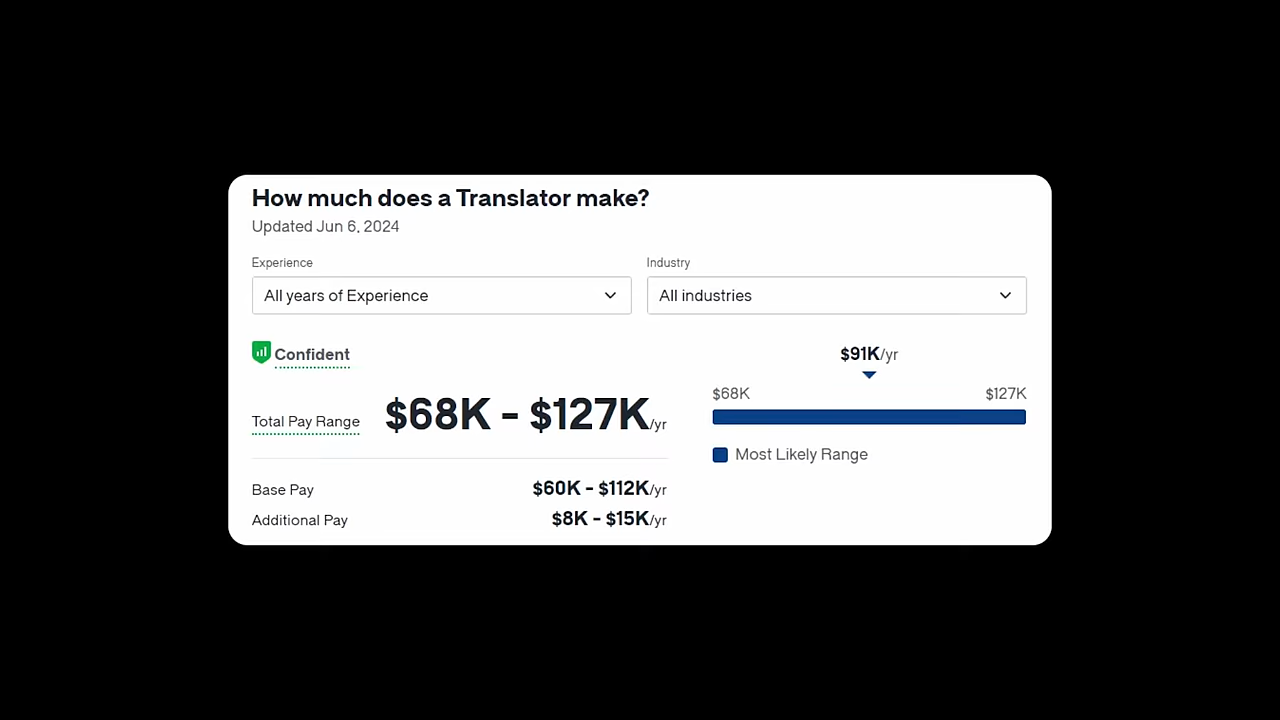 How much does a Translator make?
Updated Jun 6, 2024
Experience
Industry
All years of Experience
All industries
Confident
$91K/yr
$68K
$127K
Total Pay Range
$68K - $127K/yr
Most Likely Range
Base Pay
$60K - $112K/yr
Additional Pay
$8K - $15K/yr